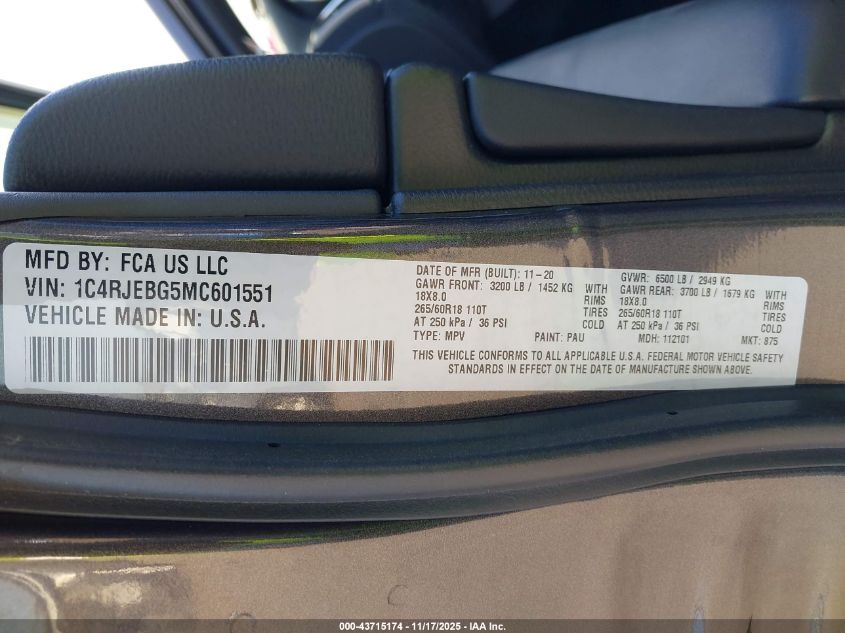 MFD BY: FCA US LLC
VIN: 1C4RJEBG5MC601551
VEHICLE MADE IN: U.S.A.
DATE OF MFR (BUILT): 11-20
GVWR: 6500 LB / 2949 KG
GAWR FRONT: 3200 LB / 1452 KG WITH
GAWR REAR: 3700 LB / 1679 KG WITH
18X8.0 RIMS
18X8.0 RIMS
265/60R18 110T TIRES
265/60R18 110T TIRES
AT 250 kPa / 36 PSI COLD
AT 250 kPa / 36 PSI COLD
TYPE: MPV PAINT: PAU MDH: 112101 MKT: 875
THIS VEHICLE CONFORMS TO ALL APPLICABLE U.S.A. FEDERAL MOTOR VEHICLE SAFETY
STANDARDS IN EFFECT ON THE DATE OF MANUFACTURE SHOWN ABOVE.
000-43715174 - 11/17/2025 - IAA Inc.